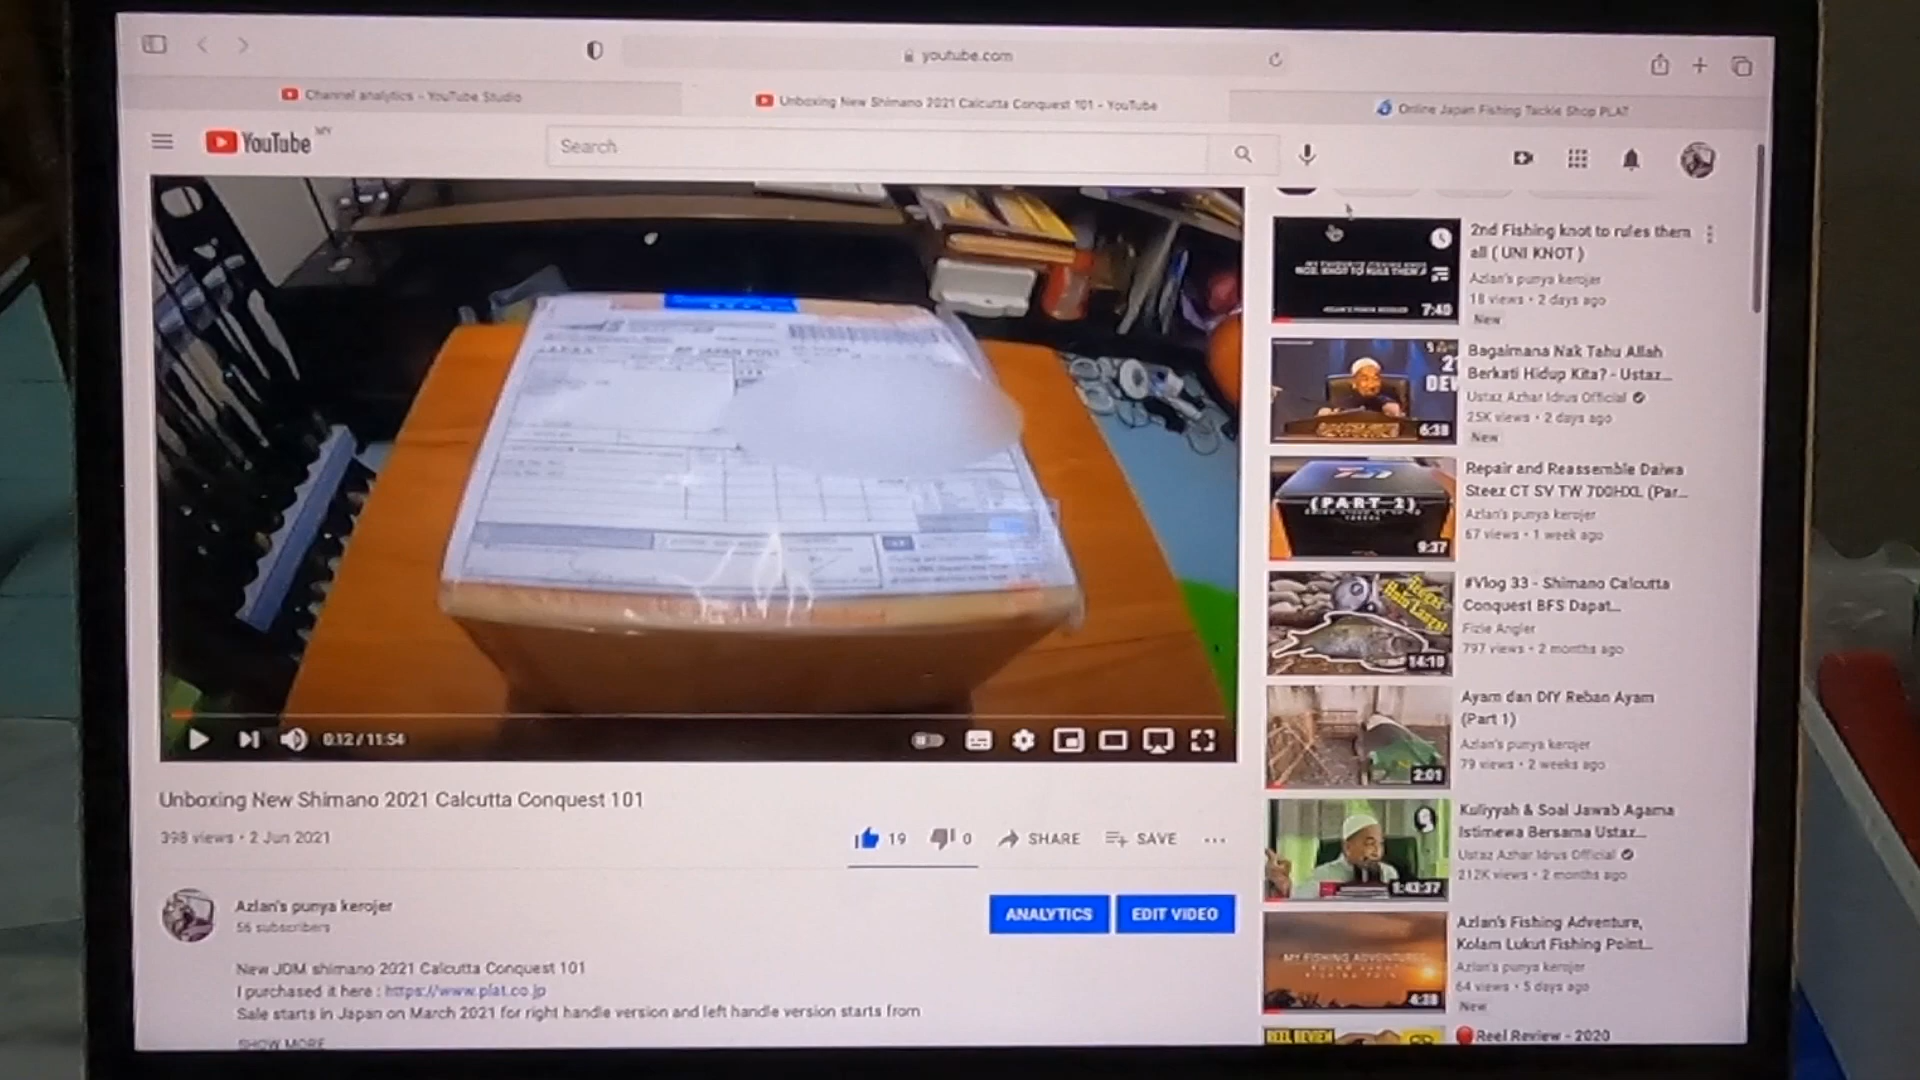 youtube.com
Channel analytics - YouTube Studio
Unboxing New Shimano 2021 Calcutta Conquest 101 - YouTube
Online Japan Fishing Tackle Shop PLAT
YouTube MY
Search
JAPAN POST
0:12 / 11:54
Unboxing New Shimano 2021 Calcutta Conquest 101
398 views • 2 Jun 2021
19
0
SHARE
SAVE
Azlan's punya kerojer
56 subscribers
ANALYTICS
EDIT VIDEO
New JDM shimano 2021 Calcutta Conquest 101
I purchased it here : https://www.plat.co.jp
Sale starts in Japan on March 2021 for right handle version and left handle version starts from
SHOW MORE
7:40
2nd Fishing knot to rules them
all ( UNI KNOT )
Azlan's punya kerojer
18 views • 2 days ago
New
6:38
Bagaimana Nak Tahu Allah
Berkati Hidup Kita? - Ustaz...
Ustaz Azhar Idrus Official
25K views • 2 days ago
New
(PART 2)
9:37
Repair and Reassemble Daiwa
Steez CT SV TW 700HXL (Par...
Azlan's punya kerojer
67 views • 1 week ago
14:10
#Vlog 33 - Shimano Calcutta
Conquest BFS Dapat...
Fizie Angler
797 views • 2 months ago
2:01
Ayam dan DIY Reban Ayam
(Part 1)
Azlan's punya kerojer
79 views • 2 weeks ago
1:43:37
Kuliyyah & Soal Jawab Agama
Istimewa Bersama Ustaz...
Ustaz Azhar Idrus Official
212K views • 2 months ago
MY FISHING ADVENTURES
4:38
Azlan's Fishing Adventure,
Kolam Lukut Fishing Point...
Azlan's punya kerojer
64 views • 5 days ago
New
REEL REVIEW
Reel Review - 2020